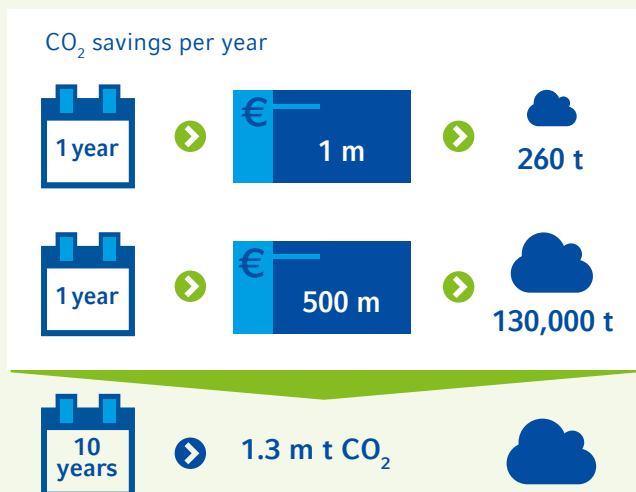 CO₂ savings per year
1 year
€
1 m
260 t
1 year
€
500 m
130,000 t
10
years
1.3 m t CO₂